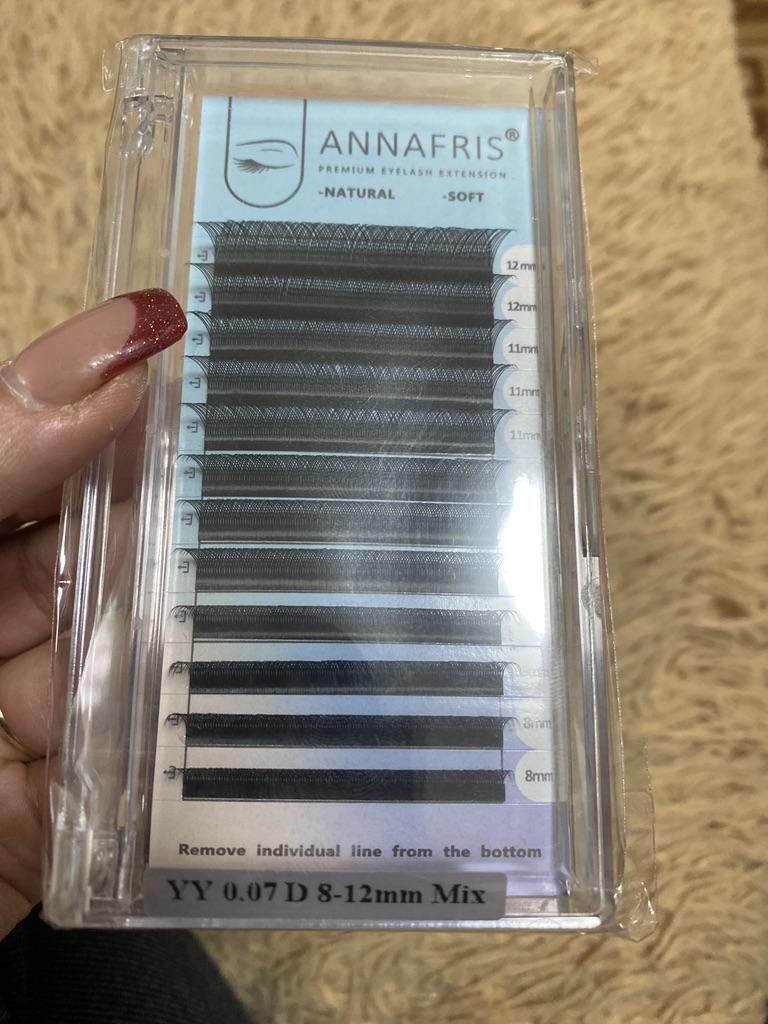 ANNAFRIS®
PREMIUM EYELASH EXTENSION
-NATURAL -SOFT
12mm
12mm
11mm
11mm
11mm
8mm
8mm
Remove individual line from the bottom
YY 0.07 D 8-12mm Mix